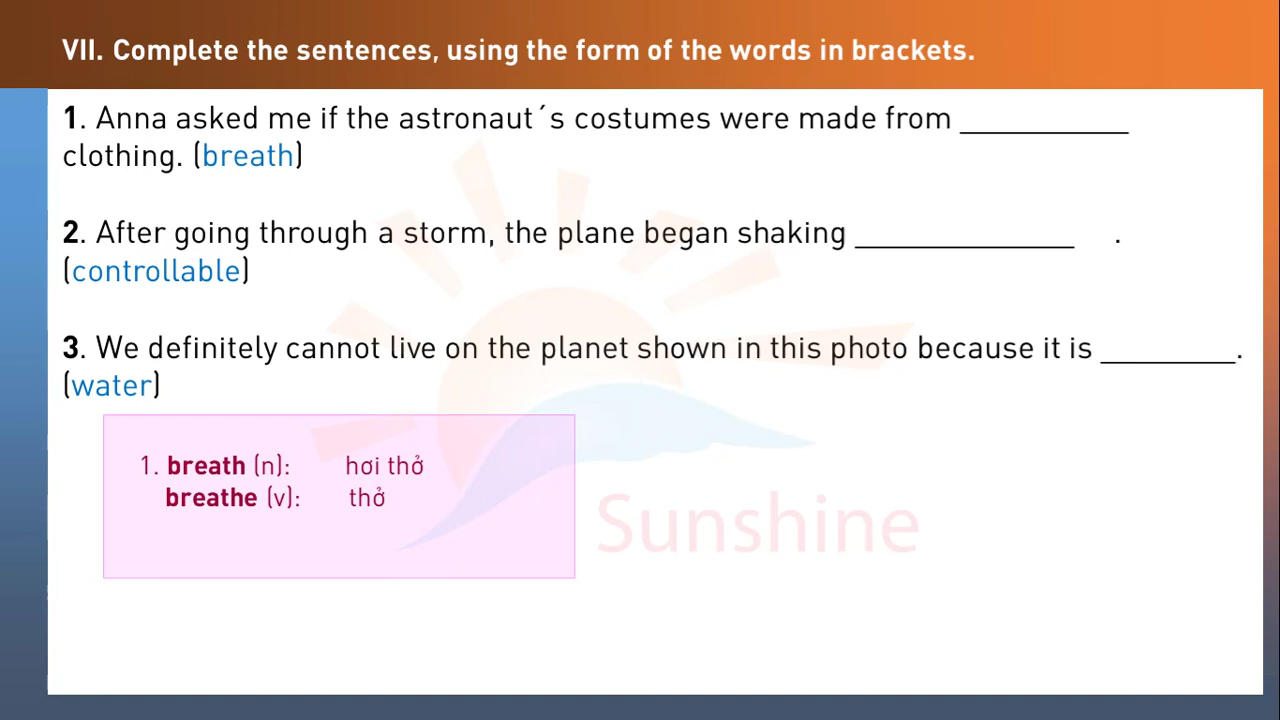 VII. Complete the sentences, using the form of the words in brackets.
1. Anna asked me if the astronaut´s costumes were made from __________
clothing. (breath)
2. After going through a storm, the plane began shaking _____________ .
(controllable)
3. We definitely cannot live on the planet shown in this photo because it is ________.
(water)
1. breath (n): hơi thở
breathe (v): thở
Sunshine